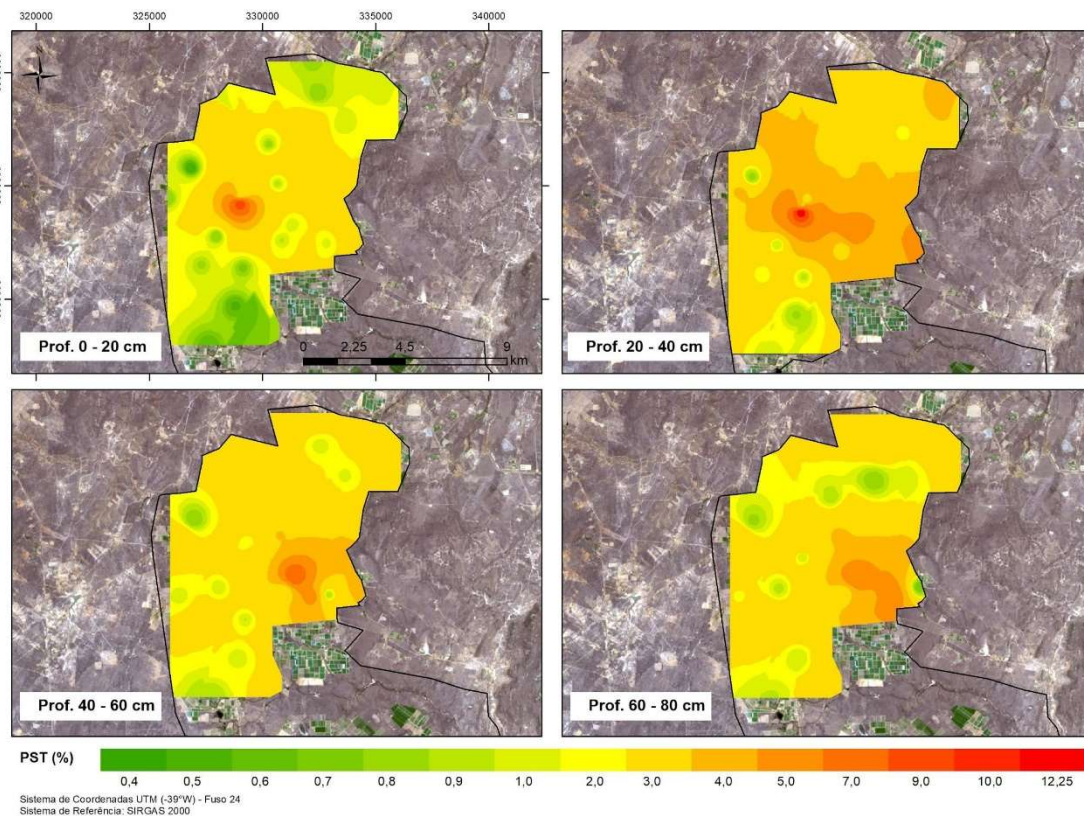 320000 325000 330000 335000 340000
Prof. 0 - 20 cm
0 2,25 4,5 9
km
Prof. 20 - 40 cm
Prof. 40 - 60 cm
Prof. 60 - 80 cm
PST (%)
0,4 0,5 0,6 0,7 0,8 0,9 1,0 2,0 3,0 4,0 5,0 7,0 9,0 10,0 12,25
Sistema de Coordenadas UTM (-39°W) - Fuso 24
Sistema de Referência: SIRGAS 2000